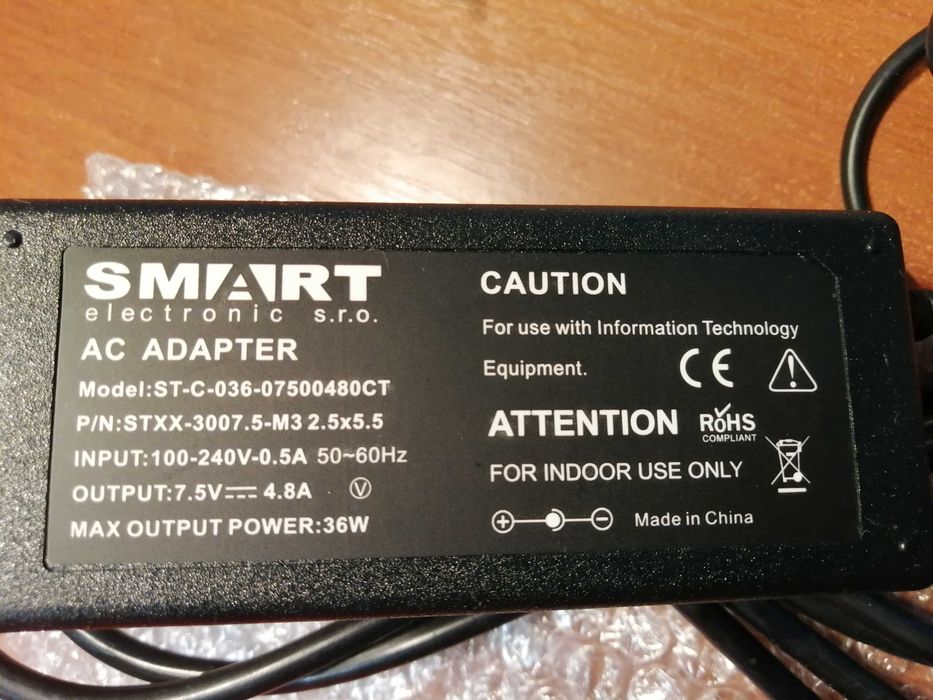 SMART
electronic s.r.o.
AC ADAPTER
Model:ST-C-036-07500480CT
P/N:STXX-3007.5-M3 2.5x5.5
INPUT:100-240V-0.5A 50~60Hz
OUTPUT:7.5V⎓4.8A Ⓥ
MAX OUTPUT POWER:36W
CAUTION
For use with Information Technology
Equipment. CE
ATTENTION RoHS
COMPLIANT
FOR INDOOR USE ONLY
Made in China